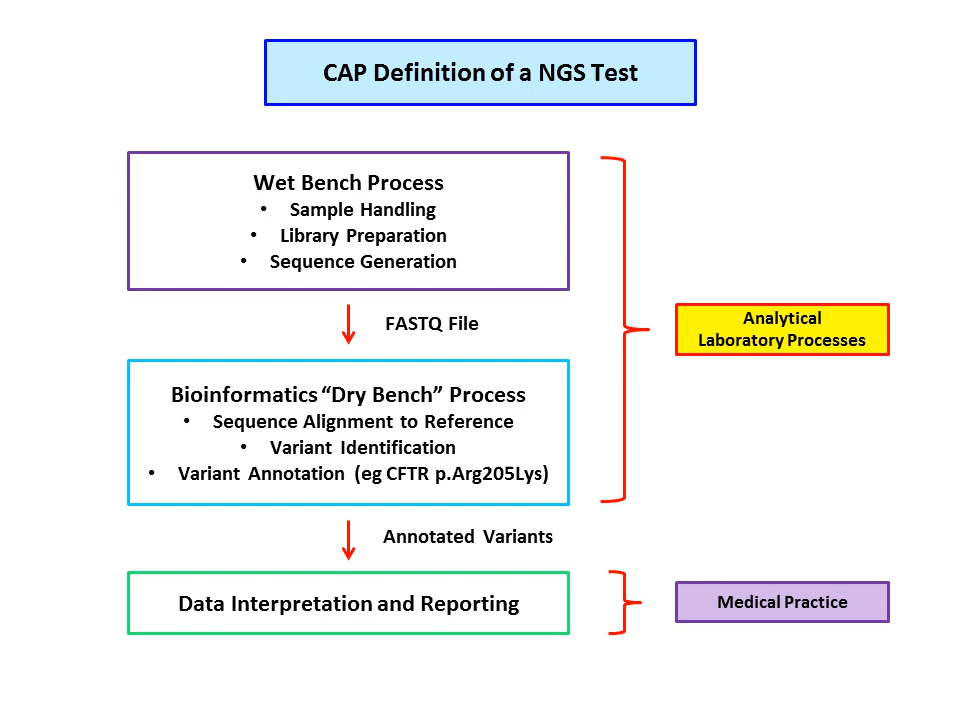 CAP Definition of a NGS Test
Wet Bench Process
• Sample Handling
• Library Preparation
• Sequence Generation
FASTQ File
Analytical
Laboratory Processes
Bioinformatics “Dry Bench” Process
• Sequence Alignment to Reference
• Variant Identification
• Variant Annotation (eg CFTR p.Arg205Lys)
Annotated Variants
Data Interpretation and Reporting
Medical Practice